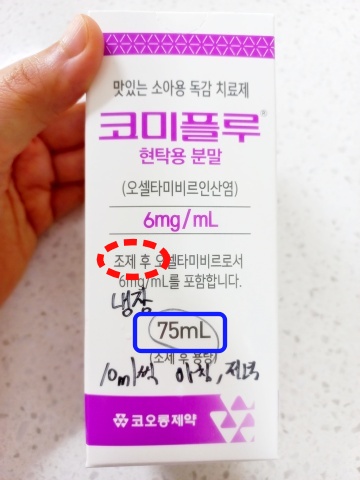 맛있는 소아용 독감 치료제
코미플루®
현탁용 분말
(오셀타미비르인산염)
6mg/mL
조제 후 오셀타미비르로서
6mg/mL를 포함합니다.
냉장
75mL
(조제 후 용량)
10ml씩 아침, 저녁
코오롱제약